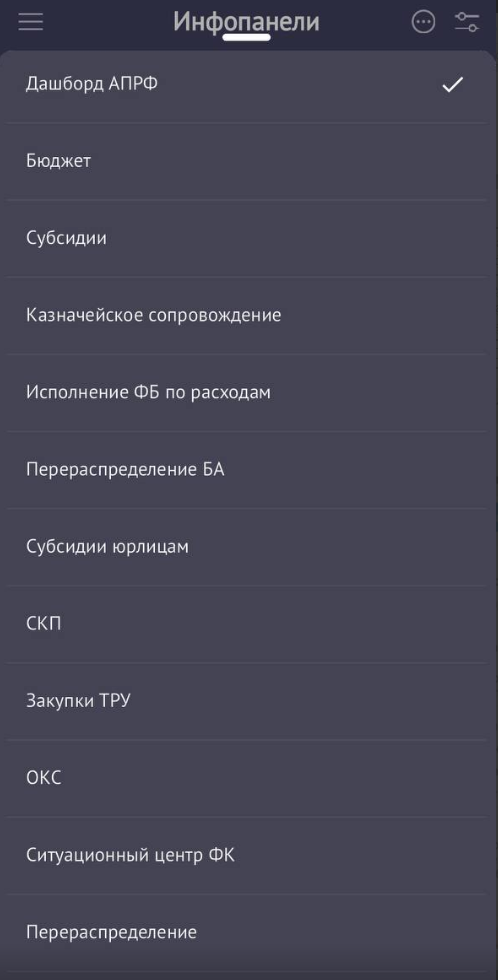 Инфопанели
Дашборд АПРФ
Бюджет
Субсидии
Казначейское сопровождение
Исполнение ФБ по расходам
Перераспределение БА
Субсидии юрлицам
СКП
Закупки ТРУ
ОКС
Ситуационный центр ФК
Перераспределение